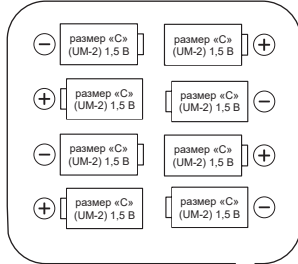 − размер «С» (UM-2) 1,5 В размер «С» (UM-2) 1,5 В +
+ размер «С» (UM-2) 1,5 В размер «С» (UM-2) 1,5 В −
− размер «С» (UM-2) 1,5 В размер «С» (UM-2) 1,5 В +
+ размер «С» (UM-2) 1,5 В размер «С» (UM-2) 1,5 В −